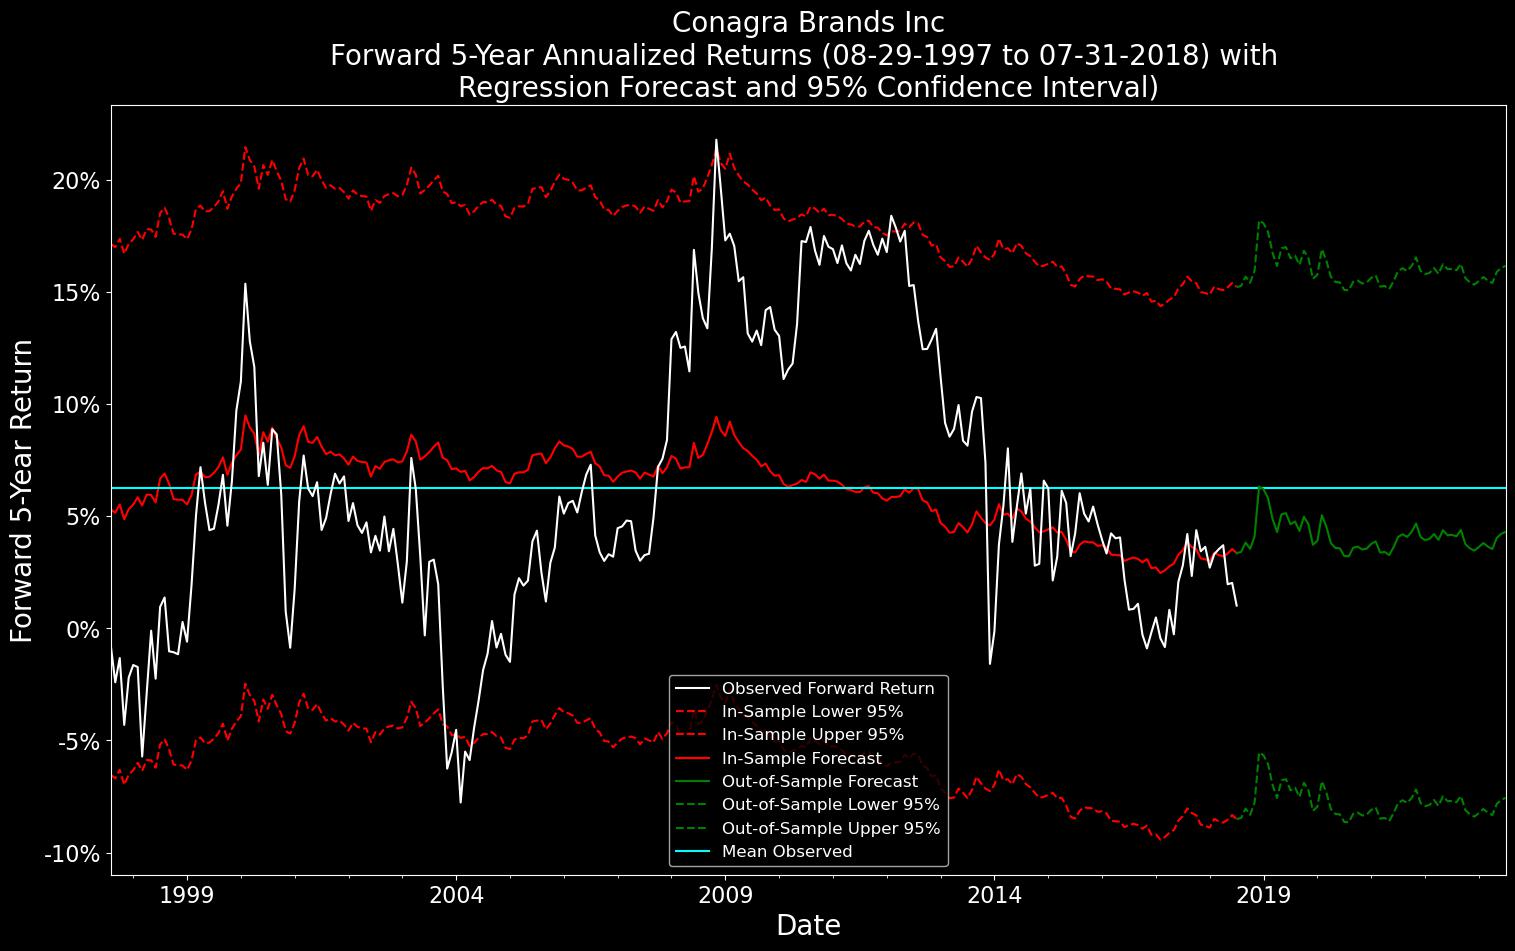 Conagra Brands Inc
Forward 5-Year Annualized Returns (08-29-1997 to 07-31-2018) with
Regression Forecast and 95% Confidence Interval)
Forward 5-Year Return
20%
15%
10%
5%
0%
-5%
-10%
Observed Forward Return
In-Sample Lower 95%
In-Sample Upper 95%
In-Sample Forecast
Out-of-Sample Forecast
Out-of-Sample Lower 95%
Out-of-Sample Upper 95%
Mean Observed
1999 2004 2009 2014 2019
Date